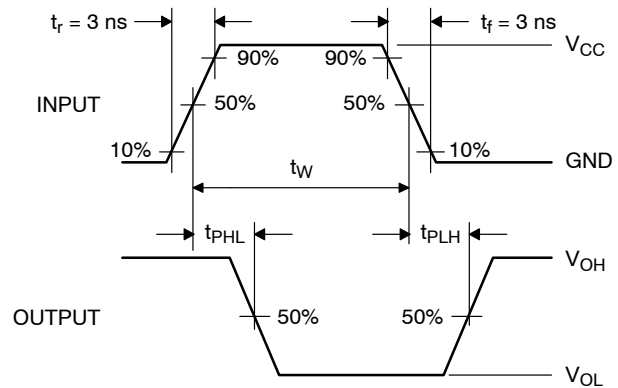 tr = 3 ns
tf = 3 ns
VCC
90%
90%
INPUT
50%
50%
10%
10%
GND
tW
tPHL
tPLH
VOH
OUTPUT
50%
50%
VOL